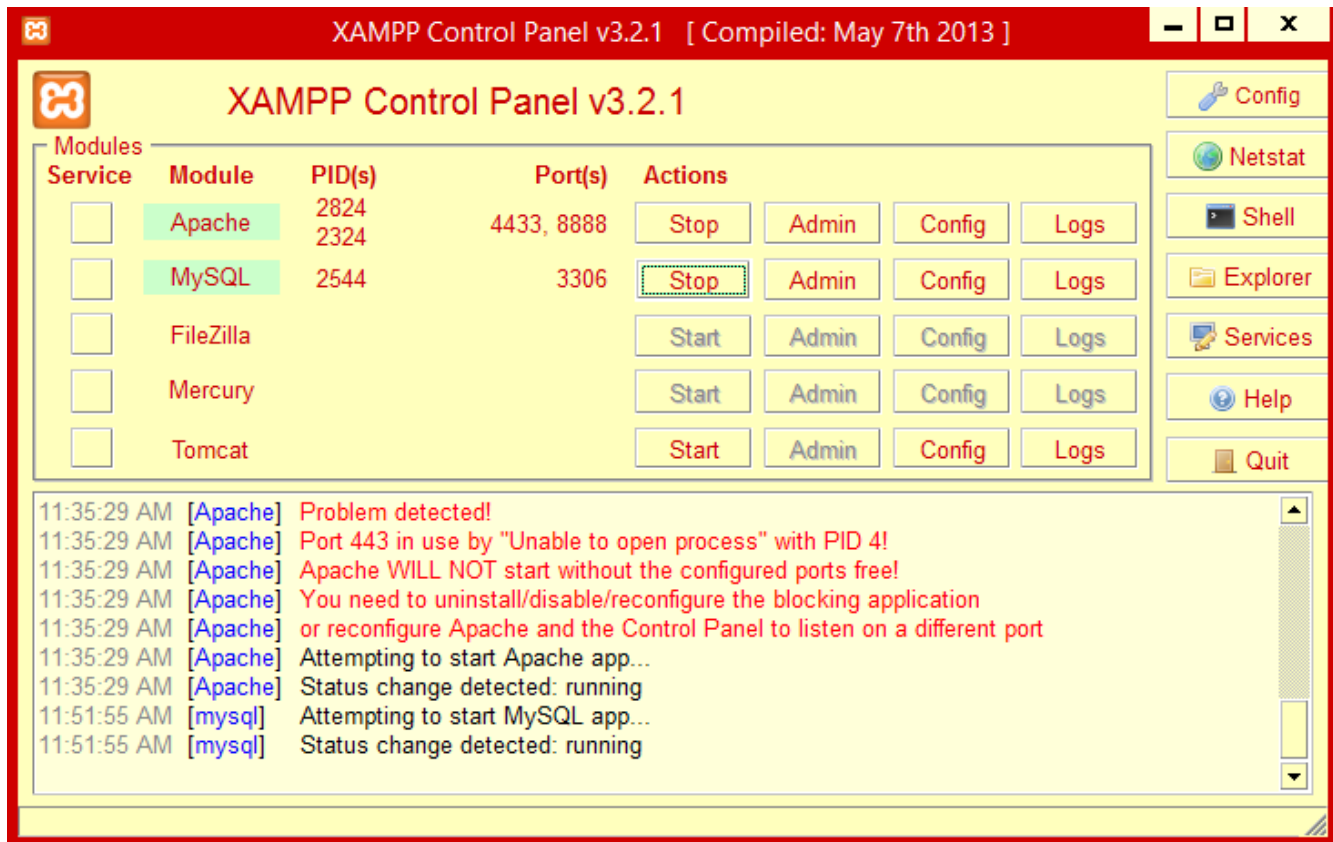 XAMPP Control Panel v3.2.1 [ Compiled: May 7th 2013 ]
XAMPP Control Panel v3.2.1
Config
Modules
Netstat
Service Module PID(s) Port(s) Actions
Apache 2824 2324 4433, 8888 Stop Admin Config Logs
Shell
MySQL 2544 3306 Stop Admin Config Logs
Explorer
FileZilla Start Admin Config Logs
Services
Mercury Start Admin Config Logs
Help
Tomcat Start Admin Config Logs
Quit
11:35:29 AM [Apache] Problem detected!
11:35:29 AM [Apache] Port 443 in use by "Unable to open process" with PID 4!
11:35:29 AM [Apache] Apache WILL NOT start without the configured ports free!
11:35:29 AM [Apache] You need to uninstall/disable/reconfigure the blocking application
11:35:29 AM [Apache] or reconfigure Apache and the Control Panel to listen on a different port
11:35:29 AM [Apache] Attempting to start Apache app...
11:35:29 AM [Apache] Status change detected: running
11:51:55 AM [mysql] Attempting to start MySQL app...
11:51:55 AM [mysql] Status change detected: running